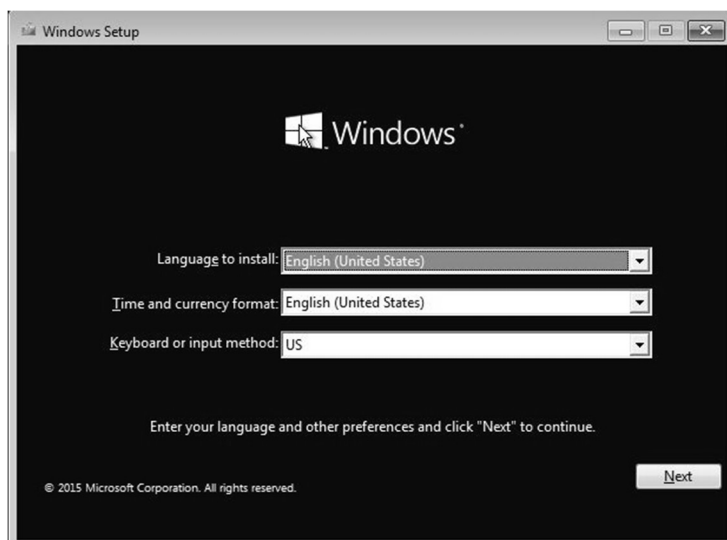 Windows Setup
Windows
Language to install: English (United States)
Time and currency format: English (United States)
Keyboard or input method: US
Enter your language and other preferences and click "Next" to continue.
Next
© 2015 Microsoft Corporation. All rights reserved.